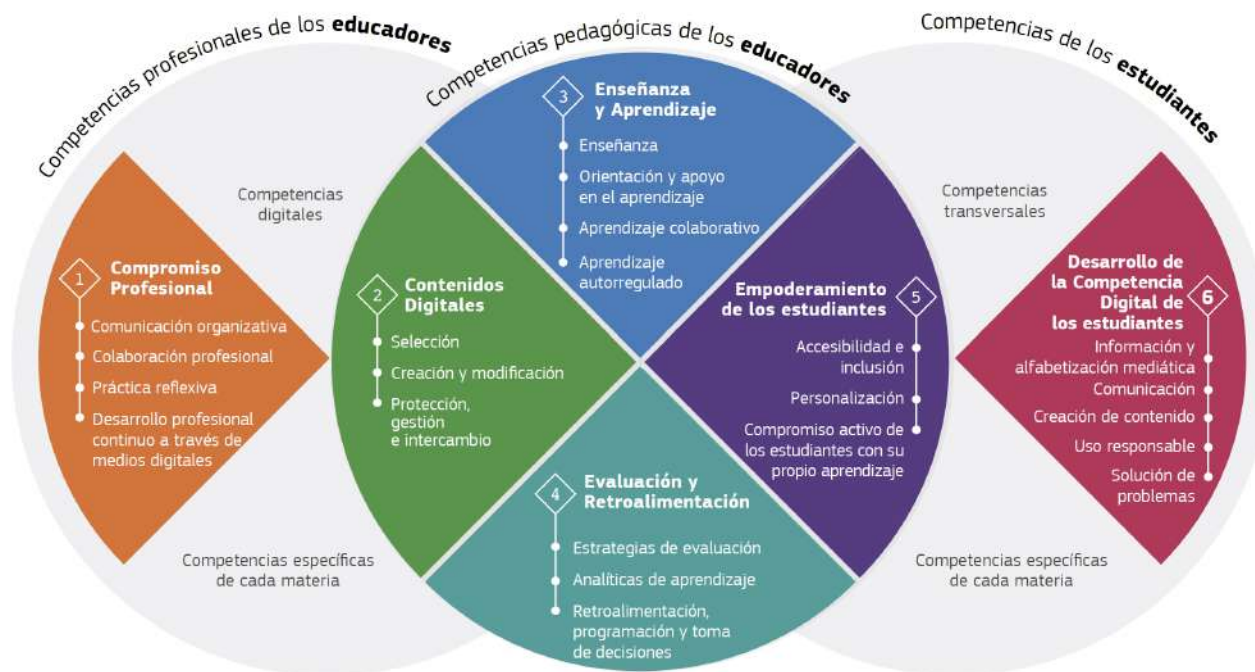 Competencias profesionales de los educadores
Competencias pedagógicas de los educadores
Competencias de los estudiantes
Competencias
digitales
Competencias específicas
de cada materia
1
Compromiso
Profesional
Comunicación organizativa
Colaboración profesional
Práctica reflexiva
Desarrollo profesional
continuo a través de
medios digitales
2
Contenidos
Digitales
Selección
Creación y modificación
Protección,
gestión
e intercambio
3
Enseñanza
y Aprendizaje
Enseñanza
Orientación y apoyo
en el aprendizaje
Aprendizaje colaborativo
Aprendizaje
autorregulado
4
Evaluación y
Retroalimentación
Estrategias de evaluación
Analíticas de aprendizaje
Retroalimentación,
programación y toma
de decisiones
5
Empoderamiento
de los estudiantes
Accesibilidad e
inclusión
Personalización
Compromiso activo de
los estudiantes con su
propio aprendizaje
Competencias
transversales
Competencias específicas
de cada materia
6
Desarrollo de
la Competencia
Digital de
los estudiantes
Información y
alfabetización mediática
Comunicación
Creación de contenido
Uso responsable
Solución de
problemas